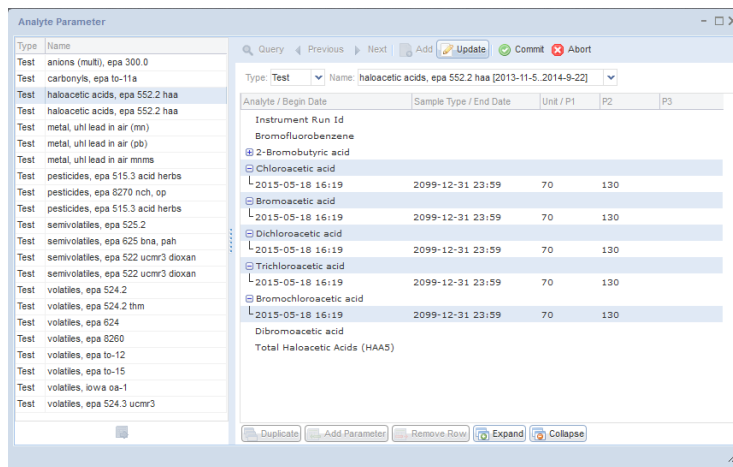 Analyte Parameter
Type Name
Test anions (multi), epa 300.0
Test carbonyls, epa to-11a
Test haloacetic acids, epa 552.2 haa
Test haloacetic acids, epa 552.2 haa
Test metal, uhl lead in air (mn)
Test metal, uhl lead in air (pb)
Test metal, uhl lead in air mnms
Test pesticides, epa 515.3 acid herbs
Test pesticides, epa 8270 nch, op
Test pesticides, epa 515.3 acid herbs
Test semivolatiles, epa 525.2
Test semivolatiles, epa 625 bna, pah
Test semivolatiles, epa 522 ucmr3 dioxan
Test semivolatiles, epa 522 ucmr3 dioxan
Test volatiles, epa 524.2
Test volatiles, epa 524.2 thm
Test volatiles, epa 624
Test volatiles, epa 8260
Test volatiles, epa to-12
Test volatiles, epa to-15
Test volatiles, iowa oa-1
Test volatiles, epa 524.3 ucmr3
Query Previous Next Add Update Commit Abort
Type: Test Name: haloacetic acids, epa 552.2 haa [2013-11-5..2014-9-22]
Analyte / Begin Date Sample Type / End Date Unit / P1 P2 P3
Instrument Run Id
Bromofluorobenzene
2-Bromobutyric acid
Chloroacetic acid
2015-05-18 16:19 2099-12-31 23:59 70 130
Bromoacetic acid
2015-05-18 16:19 2099-12-31 23:59 70 130
Dichloroacetic acid
2015-05-18 16:19 2099-12-31 23:59 70 130
Trichloroacetic acid
2015-05-18 16:19 2099-12-31 23:59 70 130
Bromochloroacetic acid
2015-05-18 16:19 2099-12-31 23:59 70 130
Dibromoacetic acid
Total Haloacetic Acids (HAA5)
Duplicate Add Parameter Remove Row Expand Collapse